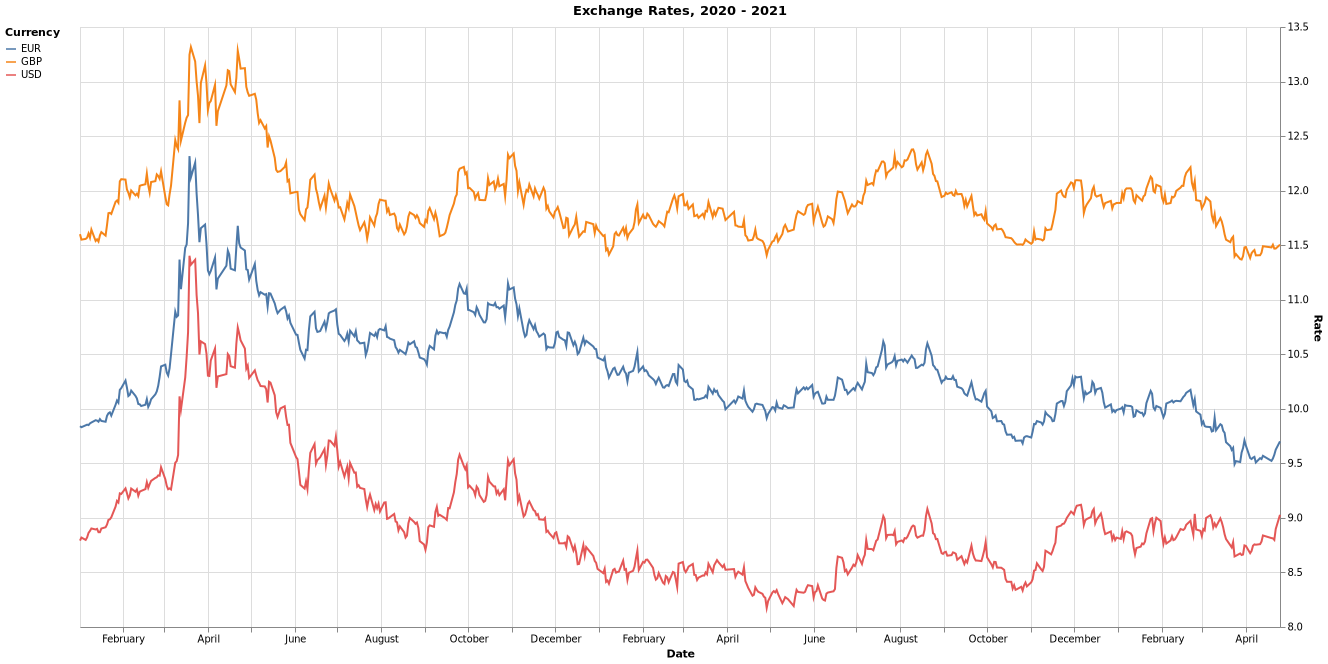 Exchange Rates, 2020 - 2021
Currency
EUR
GBP
USD
13.5
13.0
12.5
12.0
11.5
11.0
10.5
10.0
9.5
9.0
8.5
8.0
Rate
February April June August October December February April June August October December February April
Date